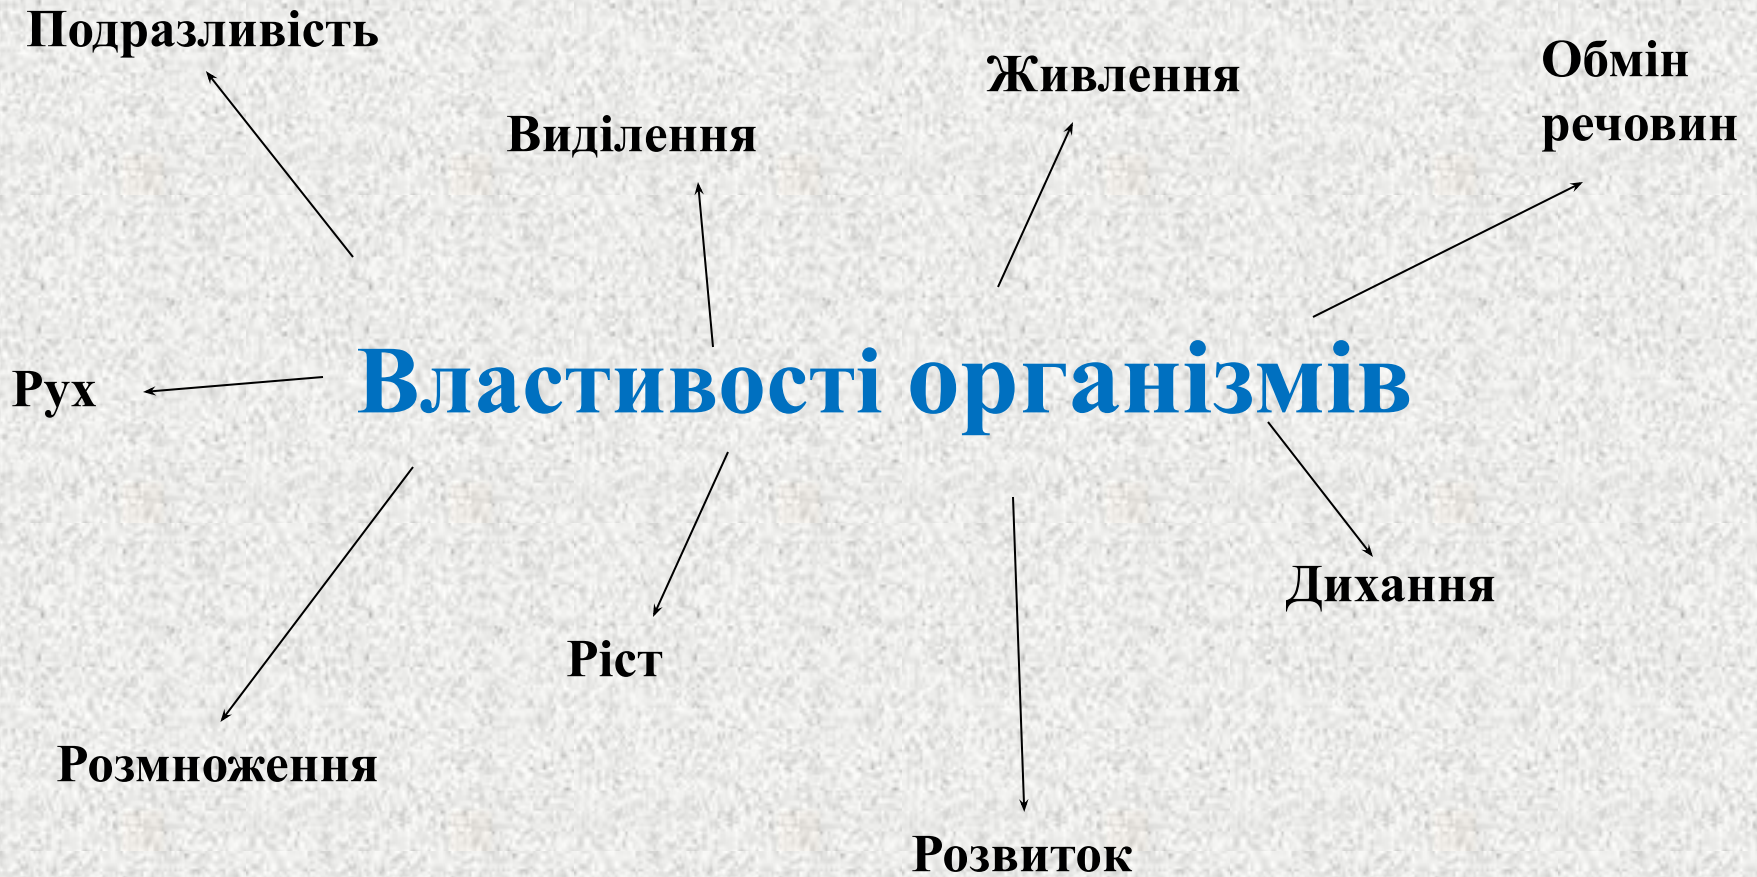 Подразливість
Живлення
Обмін
речовин
Виділення
Властивості організмів
Рух
Дихання
Ріст
Розмноження
Розвиток